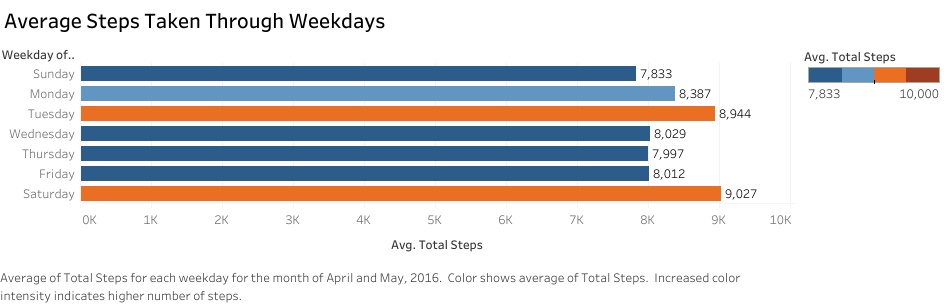 Average Steps Taken Through Weekdays
Weekday of..
Sunday 7,833
Monday 8,387
Tuesday 8,944
Wednesday 8,029
Thursday 7,997
Friday 8,012
Saturday 9,027
0K 1K 2K 3K 4K 5K 6K 7K 8K 9K 10K
Avg. Total Steps
Avg. Total Steps
7,833 10,000
Average of Total Steps for each weekday for the month of April and May, 2016.  Color shows average of Total Steps.  Increased color
intensity indicates higher number of steps.